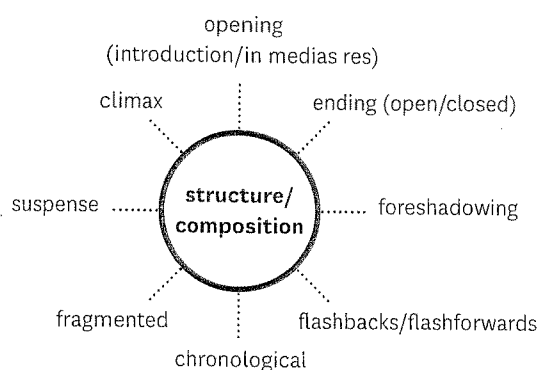 opening
(introduction/in medias res)
climax
ending (open/closed)
suspense
structure/
composition
foreshadowing
fragmented
flashbacks/flashforwards
chronological